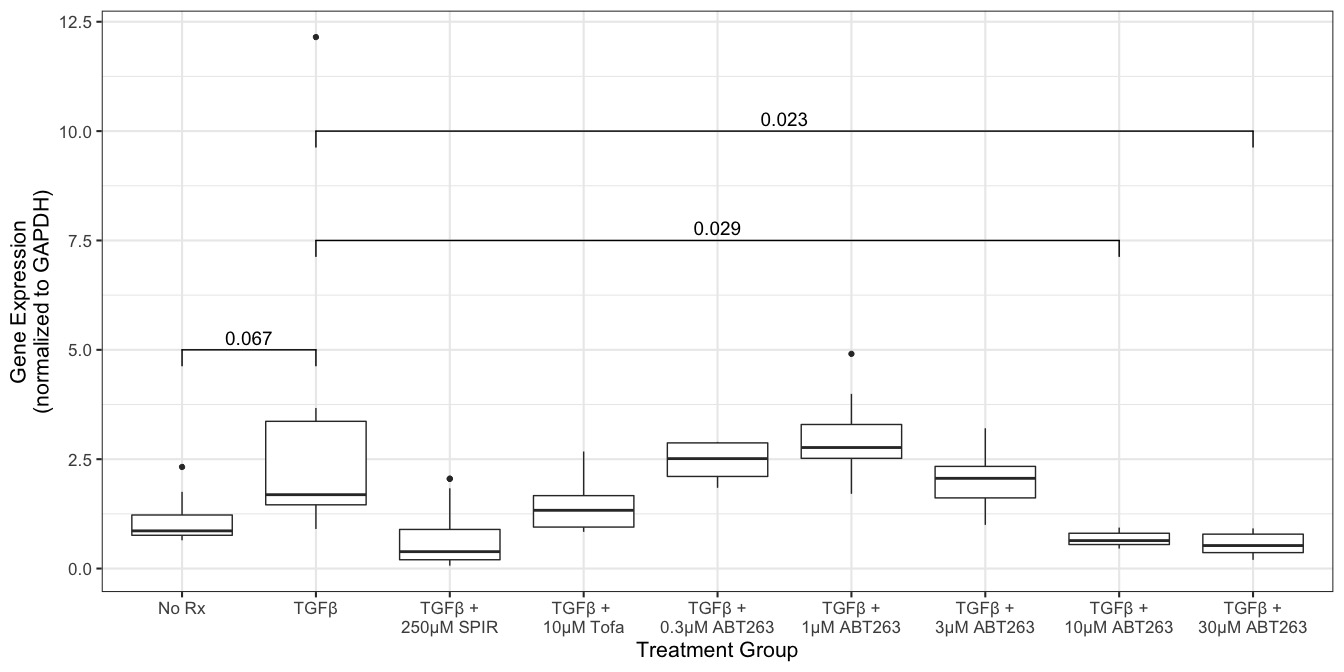 12.5
10.0
7.5
5.0
2.5
0.0
Gene Expression
(normalized to GAPDH)
0.023
0.029
0.067
No Rx
TGFβ
TGFβ +
250μM SPIR
TGFβ +
10μM Tofa
TGFβ +
0.3μM ABT263
TGFβ +
1μM ABT263
TGFβ +
3μM ABT263
TGFβ +
10μM ABT263
TGFβ +
30μM ABT263
Treatment Group